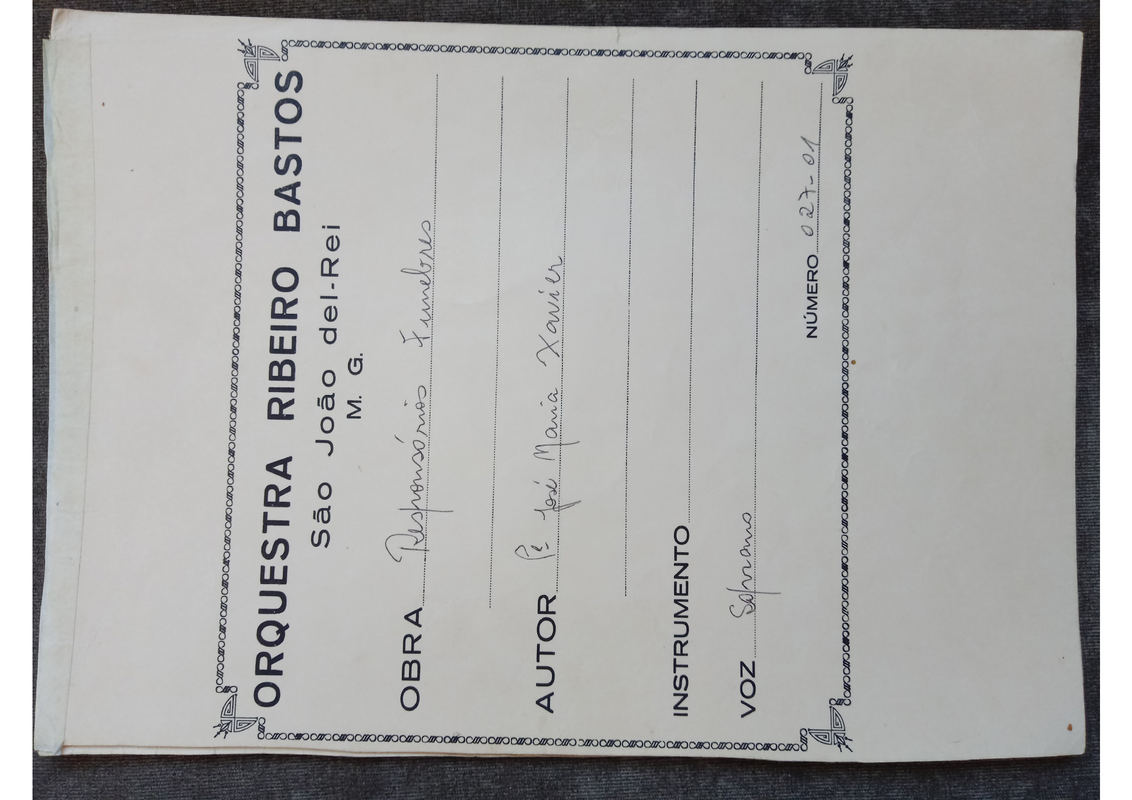 ORQUESTRA RIBEIRO BASTOS
São João del-Rei
M. G.
OBRA Responsórios Fúnebres
AUTOR Pe José Maria Xavier
INSTRUMENTO
VOZ Soprano
NÚMERO 027-01